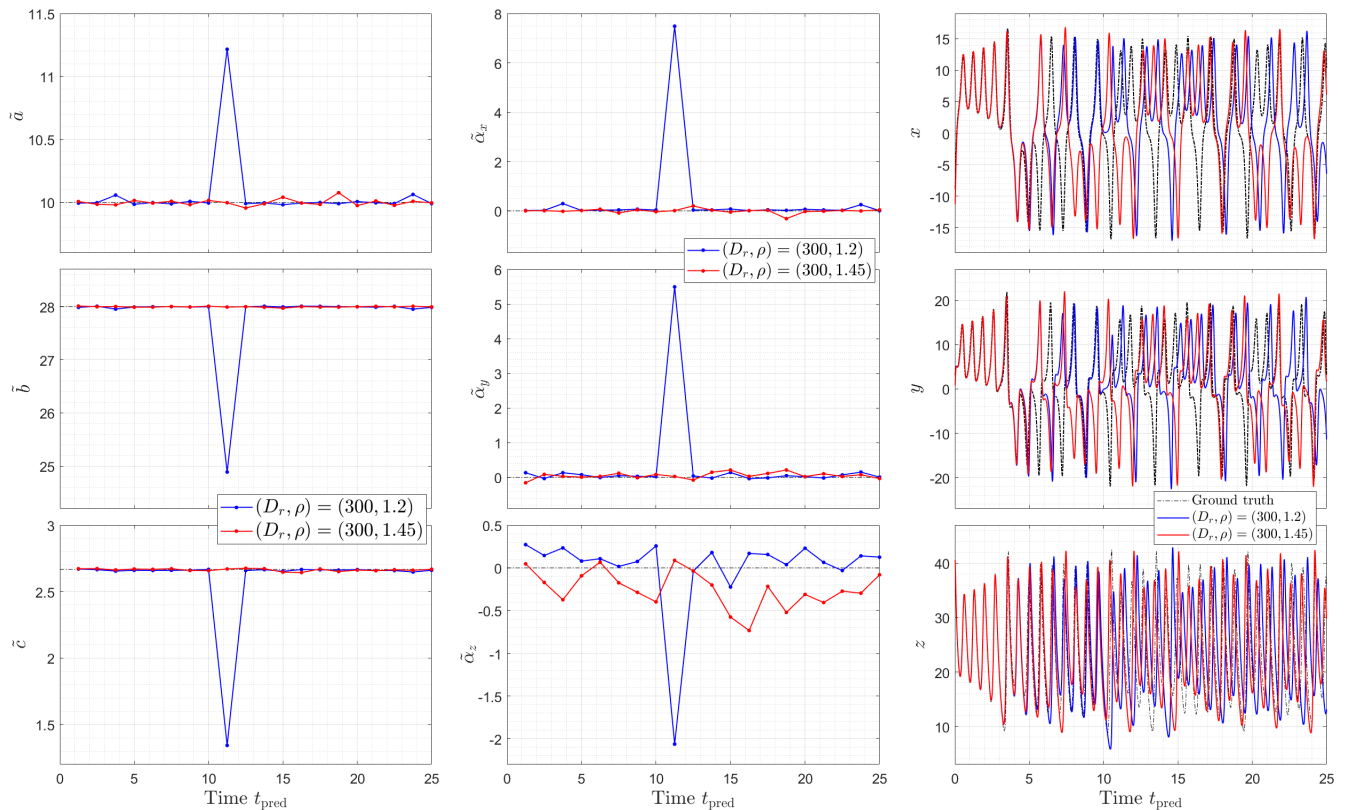 11.5
11
10.5
10
ã
8
6
4
2
0
α̃ₓ
15
10
5
0
-5
-10
-15
x
(D_r, ρ) = (300, 1.2)
(D_r, ρ) = (300, 1.45)
28
27
26
25
b̃
6
5
4
3
2
1
0
α̃_y
20
10
0
-10
-20
y
(D_r, ρ) = (300, 1.2)
(D_r, ρ) = (300, 1.45)
Ground truth
(D_r, ρ) = (300, 1.2)
(D_r, ρ) = (300, 1.45)
3
2.5
2
1.5
c̃
0 5 10 15 20 25
Time t_pred
0.5
0
-0.5
-1
-1.5
-2
α̃_z
0 5 10 15 20 25
Time t_pred
40
30
20
10
z
0 5 10 15 20 25
Time t_pred